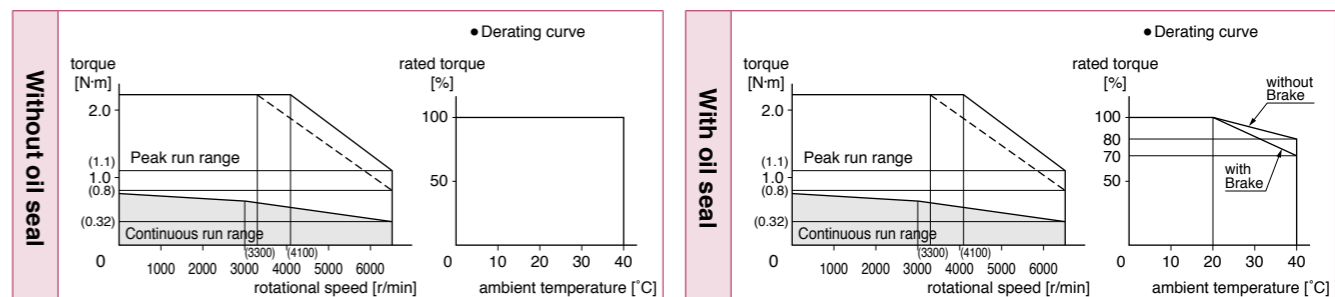 Without oil seal
torque
[N·m]
2.0
(1.1)
1.0
(0.8)
(0.32)
0
Peak run range
Continuous run range
(3300)
(4100)
1000 2000 3000 4000 5000 6000
rotational speed [r/min]
● Derating curve
rated torque
[%]
100
50
0 10 20 30 40
ambient temperature [˚C]
With oil seal
torque
[N·m]
2.0
(1.1)
1.0
(0.8)
(0.32)
0
Peak run range
Continuous run range
(3300)
(4100)
1000 2000 3000 4000 5000 6000
rotational speed [r/min]
● Derating curve
rated torque
[%]
without
Brake
100
80
70
50
with
Brake
0 10 20 30 40
ambient temperature [˚C]